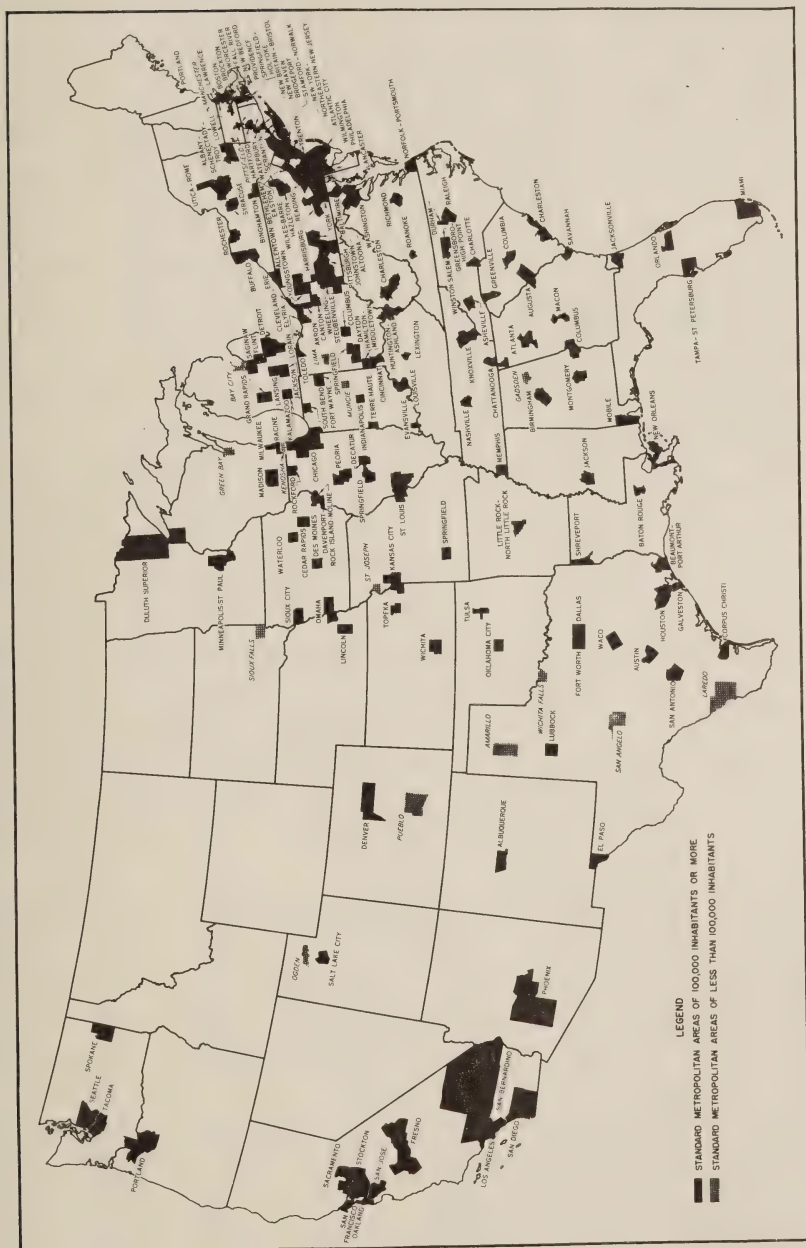 PORTLAND
MANCHESTER
LAWRENCE
LOWELL
BOSTON
BROCKTON
WORCESTER
FALL RIVER
NEW BEDFORD
PROVIDENCE
SPRINGFIELD-
HOLYOKE
NEW BRITAIN-BRISTOL
NEW HAVEN
BRIDGEPORT
STAMFORD-NORWALK
NEW YORK
NORTHEASTERN NEW JERSEY
TRENTON
ATLANTIC CITY
WILMINGTON
PHILADELPHIA
LANCASTER
ALBANY-
SCHENECTADY-
TROY
PITTSFIELD
HARTFORD
WATERBURY
SCRANTON
UTICA-ROME
SYRACUSE
BINGHAMTON
ROCHESTER
BUFFALO
ERIE
ALLENTOWN BETHLEHEM
EASTON
WILKES-BARRE
HAZLETON
READING
HARRISBURG
YORK
BALTIMORE
WASHINGTON
YOUNGSTOWN
CLEVELAND
LORAIN
ELYRIA
AKRON
CANTON
WHEELING-
STEUBENVILLE
PITTSBURGH
JOHNSTOWN
ALTOONA
COLUMBUS
DAYTON
HAMILTON
MIDDLETOWN
SPRINGFIELD
LIMA
TOLEDO
CINCINNATI
HUNTINGTON-
ASHLAND
CHARLESTON
BAY CITY
SAGINAW
FLINT
DETROIT
GRAND RAPIDS
LANSING
JACKSON
KALAMAZOO
SOUTH BEND
FORT WAYNE
MUNCIE
INDIANAPOLIS
TERRE HAUTE
EVANSVILLE
LOUISVILLE
LEXINGTON
GREEN BAY
MADISON
MILWAUKEE
RACINE
KENOSHA
ROCKFORD
CHICAGO
PEORIA
DECATUR
SPRINGFIELD
DAVENPORT-
ROCK ISLAND-MOLINE
DULUTH SUPERIOR
MINNEAPOLIS-ST PAUL
WATERLOO
CEDAR RAPIDS
DES MOINES
SIOUX CITY
SIOUX FALLS
OMAHA
LINCOLN
ST JOSEPH
KANSAS CITY
ST LOUIS
SPRINGFIELD
TOPEKA
WICHITA
TULSA
OKLAHOMA CITY
LITTLE ROCK-
NORTH LITTLE ROCK
NORFOLK-PORTSMOUTH
RICHMOND
ROANOKE
DURHAM
RALEIGH
GREENSBORO-
HIGH POINT
WINSTON SALEM
CHARLOTTE
ASHEVILLE
GREENVILLE
COLUMBIA
CHARLESTON
SAVANNAH
AUGUSTA
MACON
ATLANTA
COLUMBUS
KNOXVILLE
CHATTANOOGA
NASHVILLE
MEMPHIS
GADSDEN
BIRMINGHAM
MONTGOMERY
MOBILE
JACKSON
NEW ORLEANS
BATON ROUGE
SHREVEPORT
JACKSONVILLE
ORLANDO
TAMPA-ST PETERSBURG
MIAMI
BEAUMONT-
PORT ARTHUR
HOUSTON
GALVESTON
CORPUS CHRISTI
DALLAS
FORT WORTH
WACO
AUSTIN
SAN ANTONIO
LAREDO
WICHITA FALLS
AMARILLO
LUBBOCK
SAN ANGELO
EL PASO
ALBUQUERQUE
DENVER
PUEBLO
OGDEN
SALT LAKE CITY
PHOENIX
SPOKANE
SEATTLE
TACOMA
PORTLAND
SACRAMENTO
STOCKTON
SAN
FRANCISCO
OAKLAND
SAN JOSE
FRESNO
SAN BERNARDINO
LOS ANGELES
SAN DIEGO
LEGEND
STANDARD METROPOLITAN AREAS OF 100,000 INHABITANTS OR MORE
STANDARD METROPOLITAN AREAS OF LESS THAN 100,000 INHABITANTS